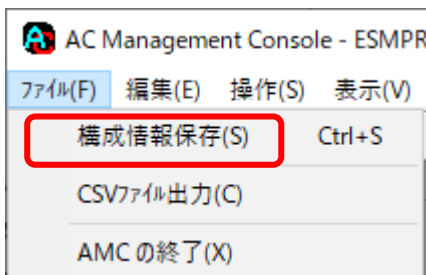 AC Management Console - ESMPR
ﾌｧｲﾙ(F) 編集(E) 操作(S) 表示(V)
構成情報保存(S) Ctrl+S
CSVﾌｧｲﾙ出力(C)
AMC の終了(X)